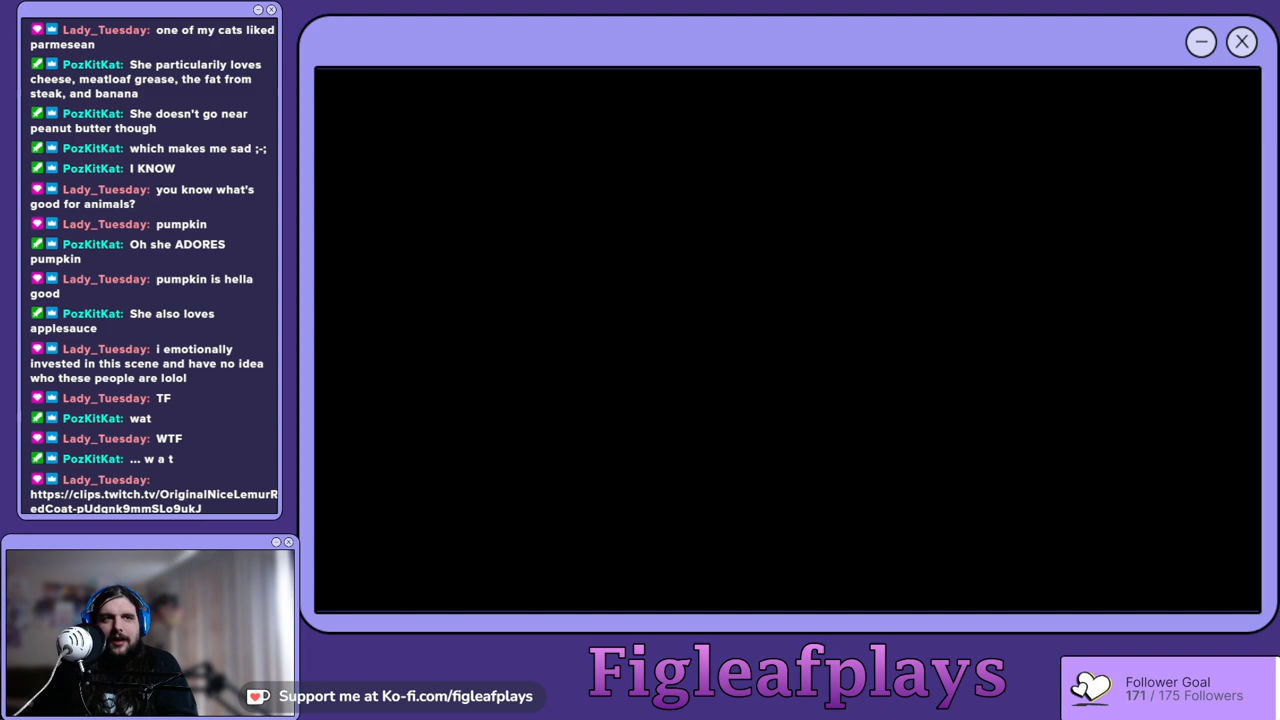 Lady_Tuesday: one of my cats liked
parmesean
PozKitKat: She particularily loves
cheese, meatloaf grease, the fat from
steak, and banana
PozKitKat: She doesn't go near
peanut butter though
PozKitKat: which makes me sad ;-;
PozKitKat: I KNOW
Lady_Tuesday: you know what's
good for animals?
Lady_Tuesday: pumpkin
PozKitKat: Oh she ADORES
pumpkin
Lady_Tuesday: pumpkin is hella
good
PozKitKat: She also loves
applesauce
Lady_Tuesday: i emotionally
invested in this scene and have no idea
who these people are lolol
Lady_Tuesday: TF
PozKitKat: wat
Lady_Tuesday: WTF
PozKitKat: ... w a t
Lady_Tuesday:
https://clips.twitch.tv/OriginalNiceLemurR
edCoat-pUdqnk9mmSLo9ukJ
Support me at Ko-fi.com/figleafplays
Figleafplays
Follower Goal
171 / 175 Followers